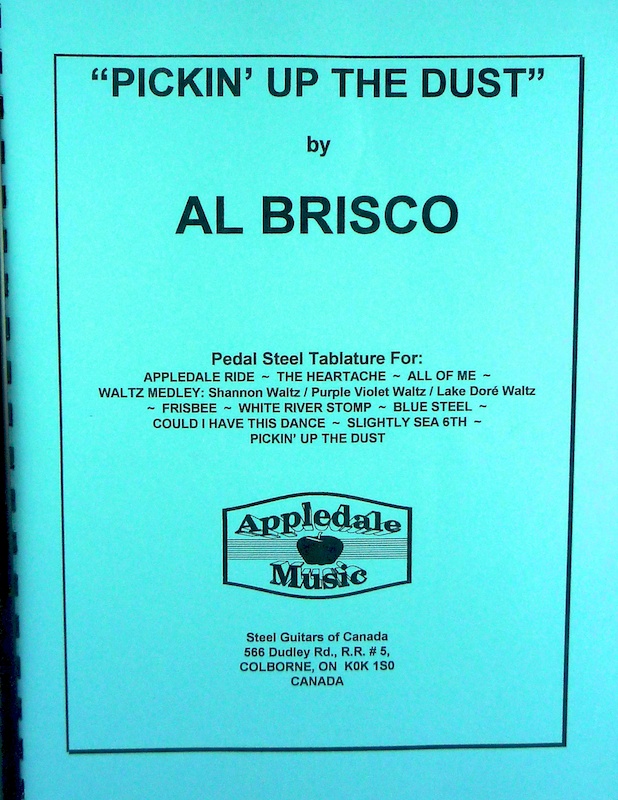 “PICKIN’ UP THE DUST”
by
AL BRISCO
Pedal Steel Tablature For:
APPLEDALE RIDE ~ THE HEARTACHE ~ ALL OF ME ~
WALTZ MEDLEY: Shannon Waltz / Purple Violet Waltz / Lake Doré Waltz
~ FRISBEE ~ WHITE RIVER STOMP ~ BLUE STEEL ~
COULD I HAVE THIS DANCE ~ SLIGHTLY SEA 6TH ~
PICKIN’ UP THE DUST
Appledale
Music
Steel Guitars of Canada
566 Dudley Rd., R.R. # 5,
COLBORNE, ON K0K 1S0
CANADA